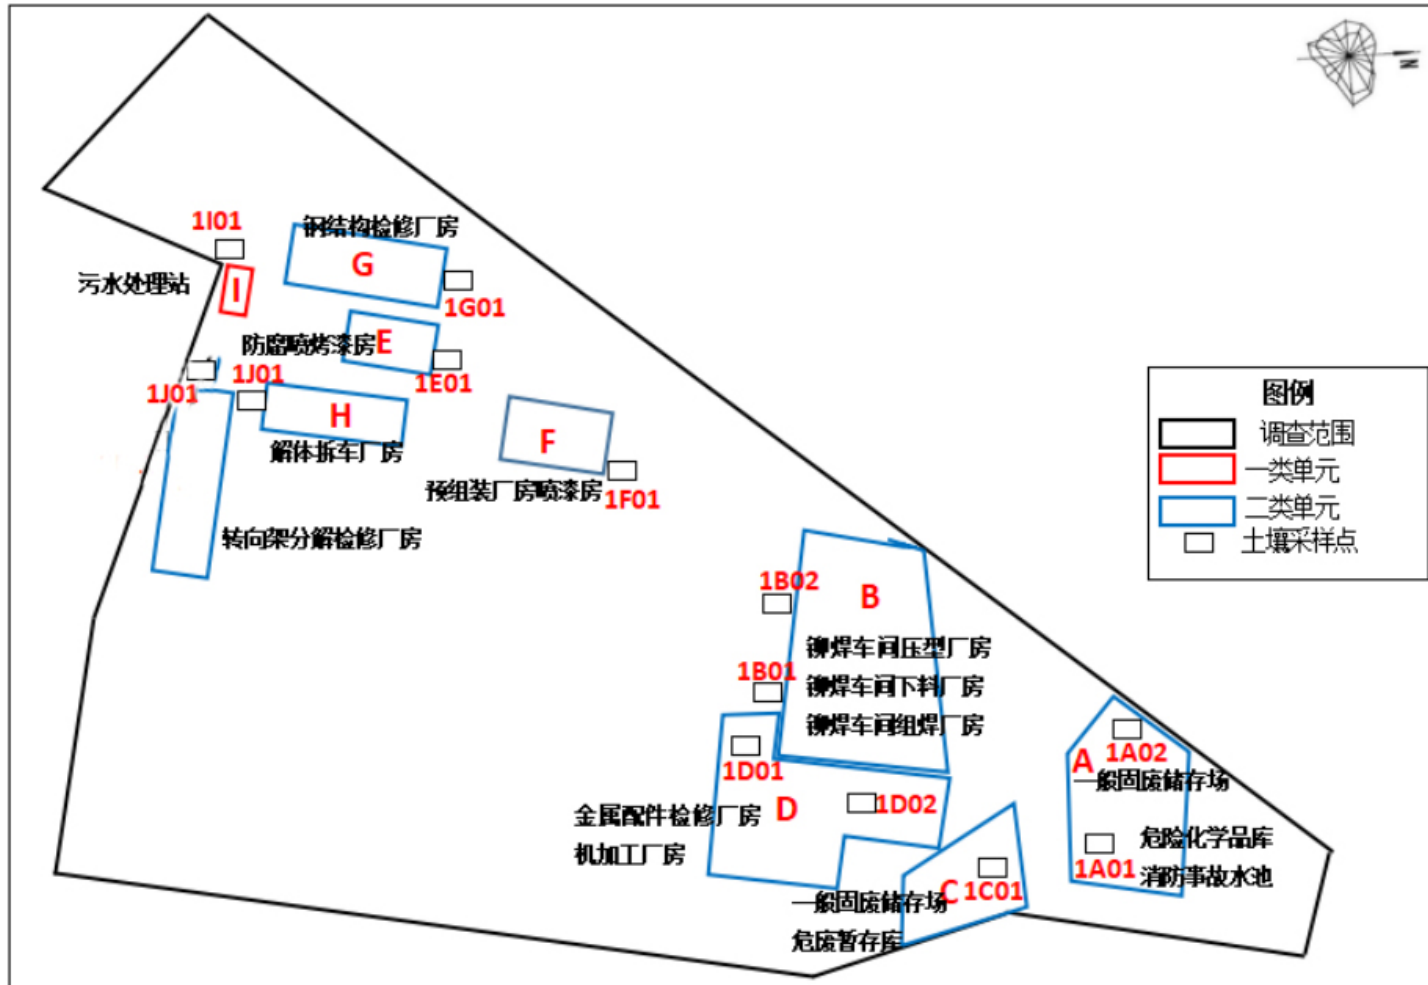 N
1I01
钢结构检修厂房
G
污水处理站
I
1G01
防腐喷烤漆房
E
1J01
1J01
1E01
H
解体拆车厂房
F
预组装厂房喷漆房
1F01
转向架分解检修厂房
图例
调查范围
一类单元
二类单元
土壤采样点
1B02
B
铆焊车间压型厂房
1B01
铆焊车间下料厂房
铆焊车间组焊厂房
1D01
D
1D02
金属配件检修厂房
机加工厂房
A
1A02
一般固废储存场
危险化学品库
1A01
消防事故水池
C
1C01
一般固废储存场
危废暂存库